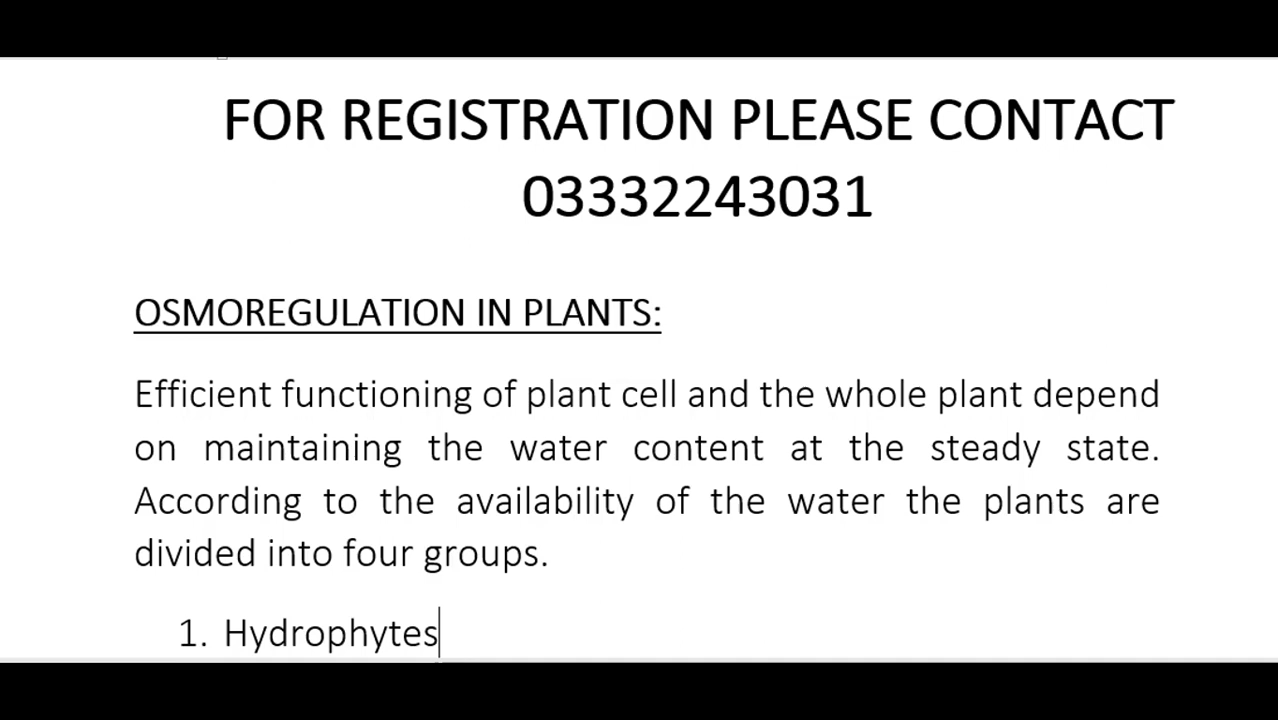 FOR REGISTRATION PLEASE CONTACT
03332243031
OSMOREGULATION IN PLANTS:
Efficient functioning of plant cell and the whole plant depend
on maintaining the water content at the steady state.
According to the availability of the water the plants are
divided into four groups.
1. Hydrophytes